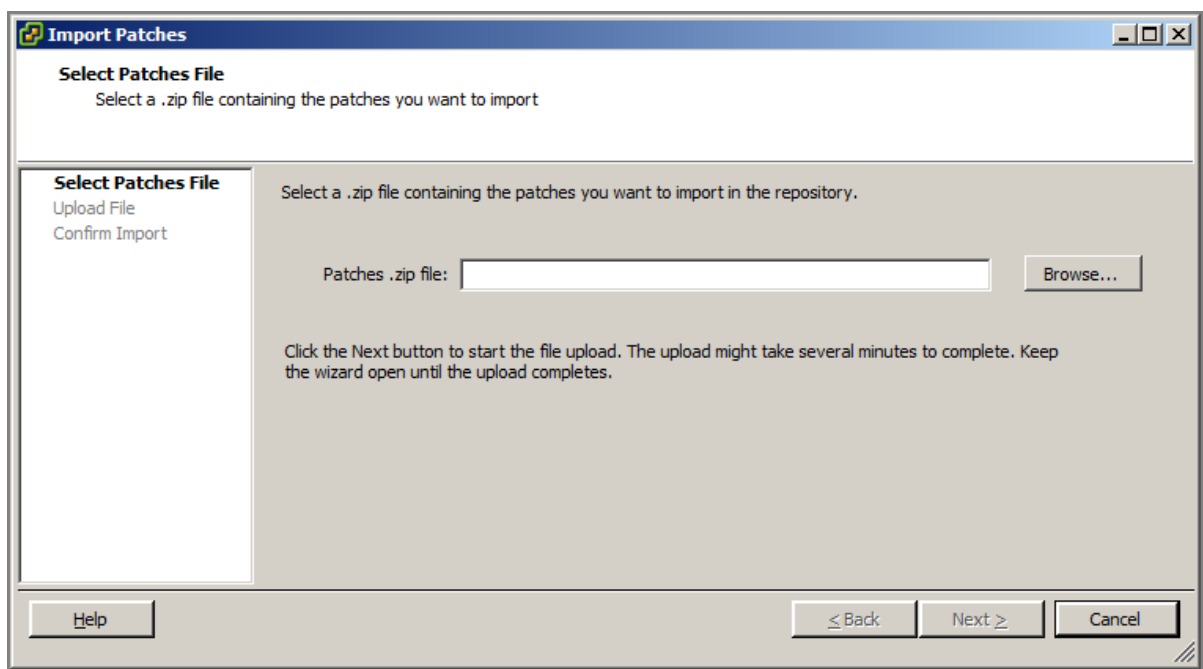 Import Patches
Select Patches File
Select a .zip file containing the patches you want to import
Select Patches File
Upload File
Confirm Import
Select a .zip file containing the patches you want to import in the repository.
Patches .zip file:
Browse...
Click the Next button to start the file upload. The upload might take several minutes to complete. Keep
the wizard open until the upload completes.
Help
< Back
Next >
Cancel